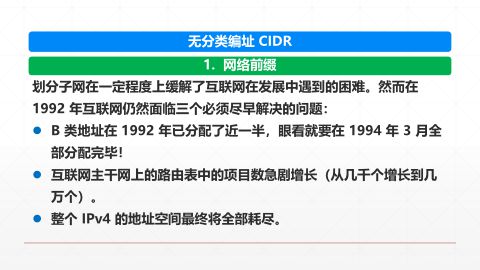 无分类编址 CIDR
1. 网络前缀
划分子网在一定程度上缓解了互联网在发展中遇到的困难。然而在
1992 年互联网仍然面临三个必须尽早解决的问题：
● B 类地址在 1992 年已分配了近一半，眼看就要在 1994 年 3 月全
部分配完毕！
● 互联网主干网上的路由表中的项目数急剧增长（从几千个增长到几
万个）。
● 整个 IPv4 的地址空间最终将全部耗尽。